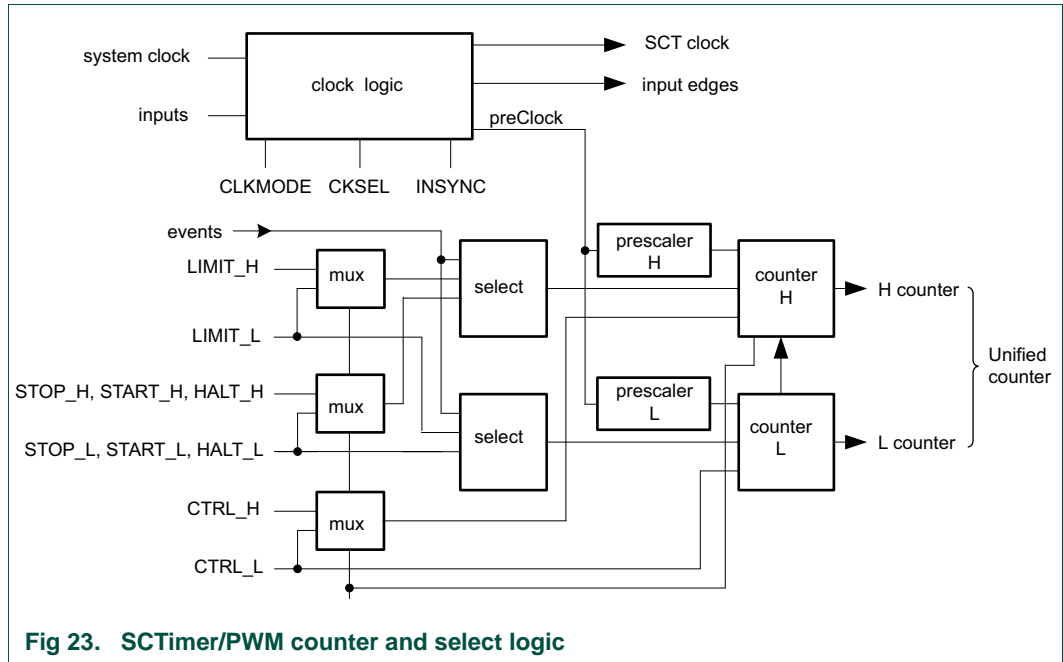 system clock
inputs
clock logic
SCT clock
input edges
preClock
CLKMODE CKSEL INSYNC
events
LIMIT_H
mux
select
prescaler
H
counter
H
H counter
LIMIT_L
STOP_H, START_H, HALT_H
mux
STOP_L, START_L, HALT_L
select
prescaler
L
counter
L
L counter
Unified
counter
CTRL_H
mux
CTRL_L
Fig 23. SCTimer/PWM counter and select logic